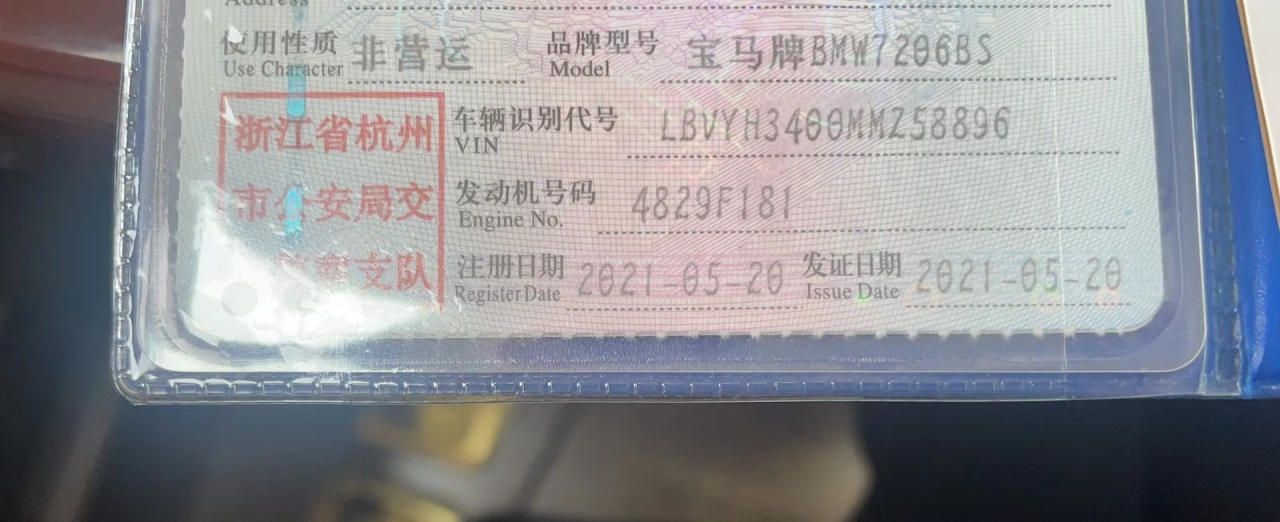 Address
使用性质 非营运 品牌型号 宝马牌BMW7206BS
Use Character Model
浙江省杭州 车辆识别代号 LBVYH3400MMZ58896
VIN
市公安局交 发动机号码 4829F181
Engine No.
支队 注册日期 2021-05-20 发证日期 2021-05-20
Register Date Issue Date